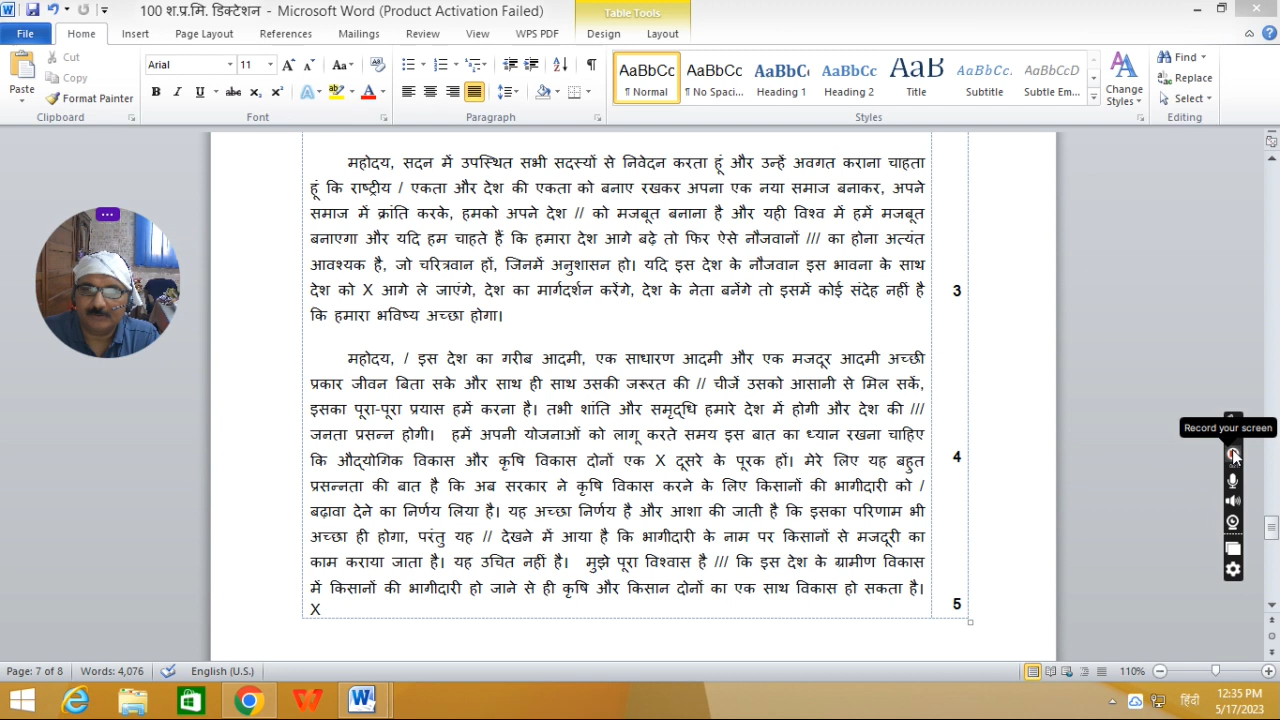 100 श.प्र.मि. डिक्टेशन - Microsoft Word (Product Activation Failed)
Table Tools
File Home Insert Page Layout References Mailings Review View WPS PDF Design Layout
Cut
Copy
Format Painter
Paste
Clipboard
Arial 11
Font
Paragraph
AaBbCc AaBbCc AaBbC AaBbCc AaB AaBbCc AaBbCcD
¶ Normal ¶ No Spaci... Heading 1 Heading 2 Title Subtitle Subtle Em...
Styles
Change
Styles
Find
Replace
Select
Editing
महोदय, सदन में उपस्थित सभी सदस्यों से निवेदन करता हूं और उन्हें अवगत कराना चाहता
हूं कि राष्ट्रीय / एकता और देश की एकता को बनाए रखकर अपना एक नया समाज बनाकर, अपने
समाज में क्रांति करके, हमको अपने देश // को मजबूत बनाना है और यही विश्व में हमें मजबूत
बनाएगा और यदि हम चाहते हैं कि हमारा देश आगे बढ़े तो फिर ऐसे नौजवानों /// का होना अत्यंत
आवश्यक है, जो चरित्रवान हों, जिनमें अनुशासन हो। यदि इस देश के नौजवान इस भावना के साथ
देश को X आगे ले जाएंगे, देश का मार्गदर्शन करेंगे, देश के नेता बनेंगे तो इसमें कोई संदेह नहीं है 3
कि हमारा भविष्य अच्छा होगा।
महोदय, / इस देश का गरीब आदमी, एक साधारण आदमी और एक मजदूर आदमी अच्छी
प्रकार जीवन बिता सके और साथ ही साथ उसकी जरूरत की // चीजें उसको आसानी से मिल सकें,
इसका पूरा-पूरा प्रयास हमें करना है। तभी शांति और समृद्धि हमारे देश में होगी और देश की ///
जनता प्रसन्न होगी। हमें अपनी योजनाओं को लागू करते समय इस बात का ध्यान रखना चाहिए
कि औद्योगिक विकास और कृषि विकास दोनों एक X दूसरे के पूरक हों। मेरे लिए यह बहुत 4
प्रसन्नता की बात है कि अब सरकार ने कृषि विकास करने के लिए किसानों की भागीदारी को /
बढ़ावा देने का निर्णय लिया है। यह अच्छा निर्णय है और आशा की जाती है कि इसका परिणाम भी
अच्छा ही होगा, परंतु यह // देखने में आया है कि भागीदारी के नाम पर किसानों से मजदूरी का
काम कराया जाता है। यह उचित नहीं है। मुझे पूरा विश्वास है /// कि इस देश के ग्रामीण विकास
में किसानों की भागीदारी हो जाने से ही कृषि और किसान दोनों का एक साथ विकास हो सकता है।
X 5
Record your screen
Page: 7 of 8 Words: 4,076 English (U.S.) 110%
हिंदी
12:35 PM
5/17/2023